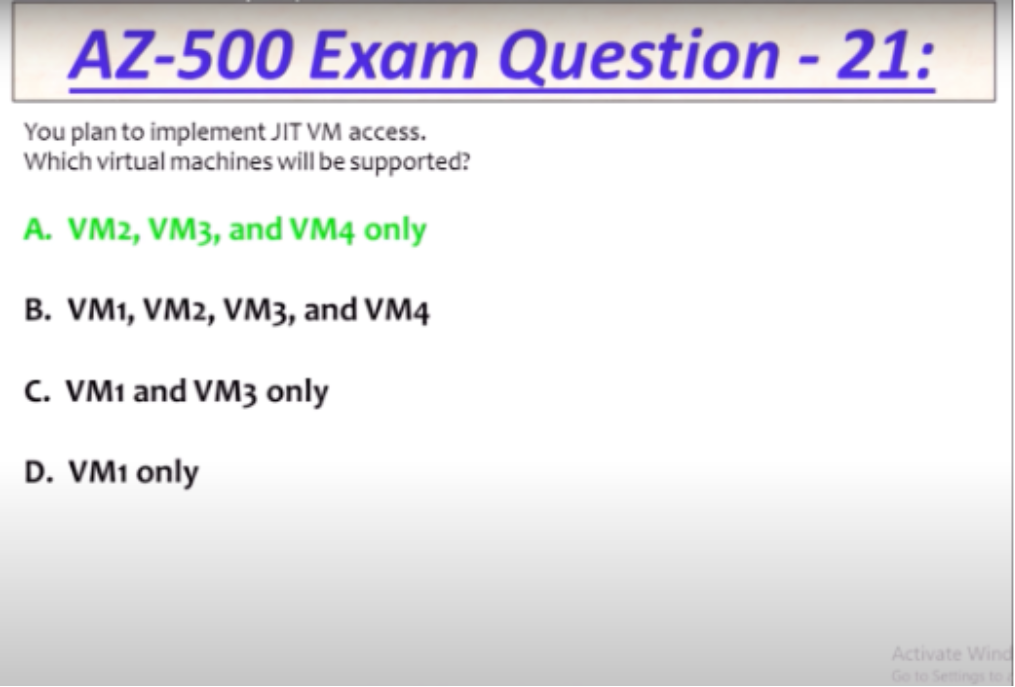 AZ-500 Exam Question - 21:
You plan to implement JIT VM access.
Which virtual machines will be supported?
A. VM2, VM3, and VM4 only
B. VM1, VM2, VM3, and VM4
C. VM1 and VM3 only
D. VM1 only
Activate Wind
Go to Settings to